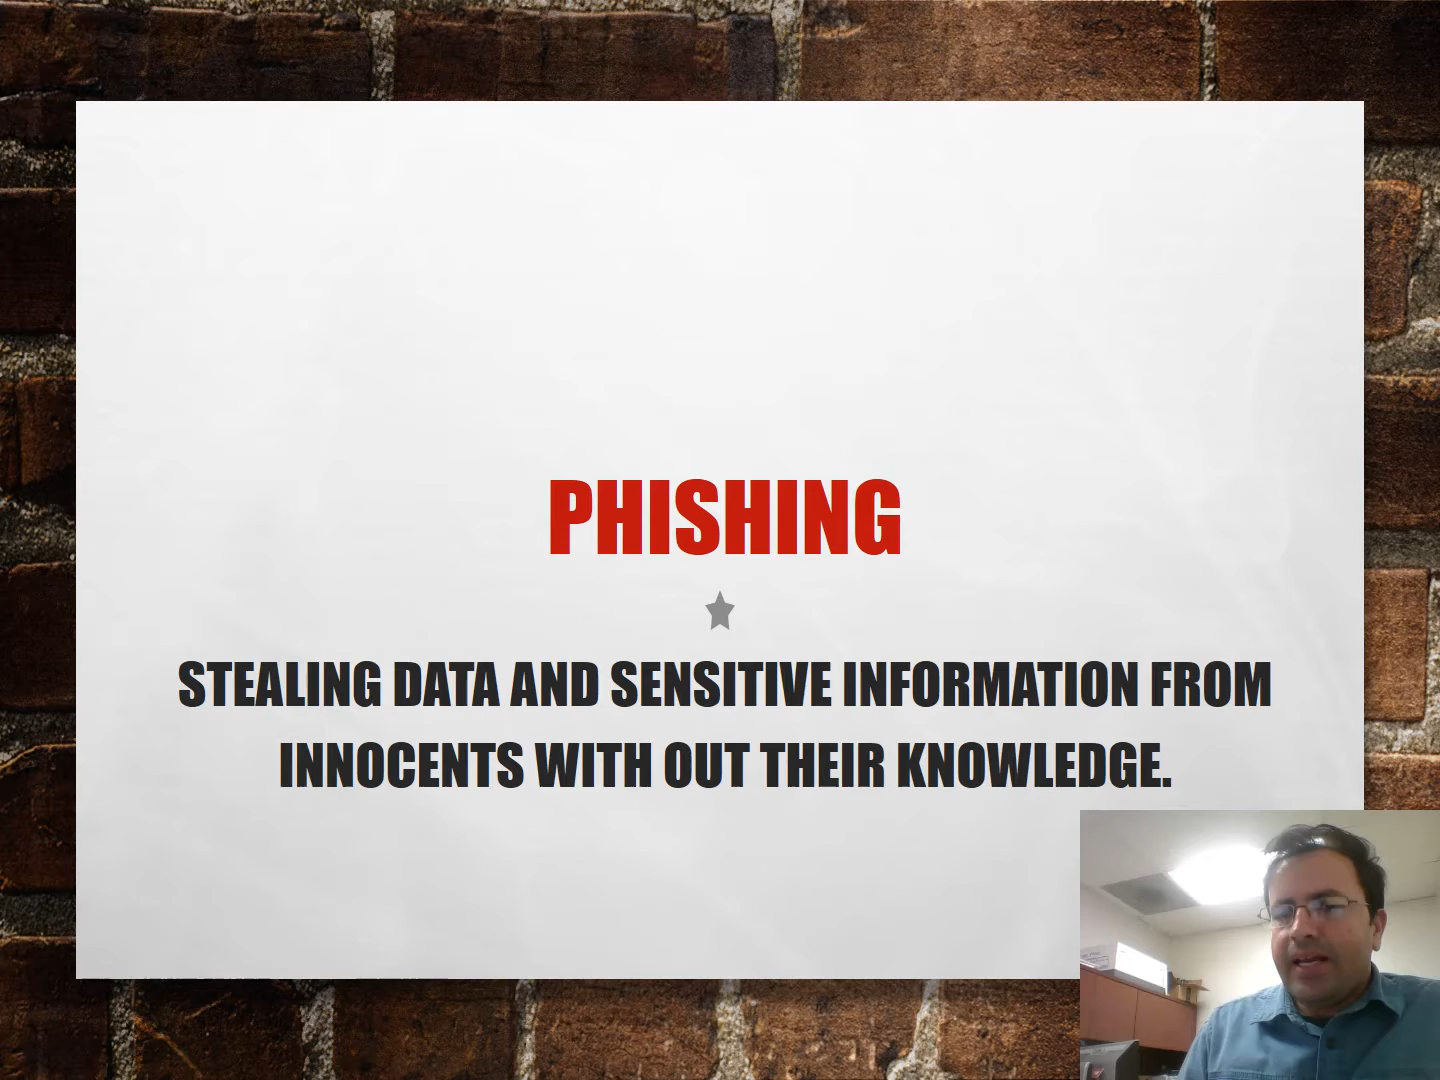 PHISHING
STEALING DATA AND SENSITIVE INFORMATION FROM
INNOCENTS WITH OUT THEIR KNOWLEDGE.